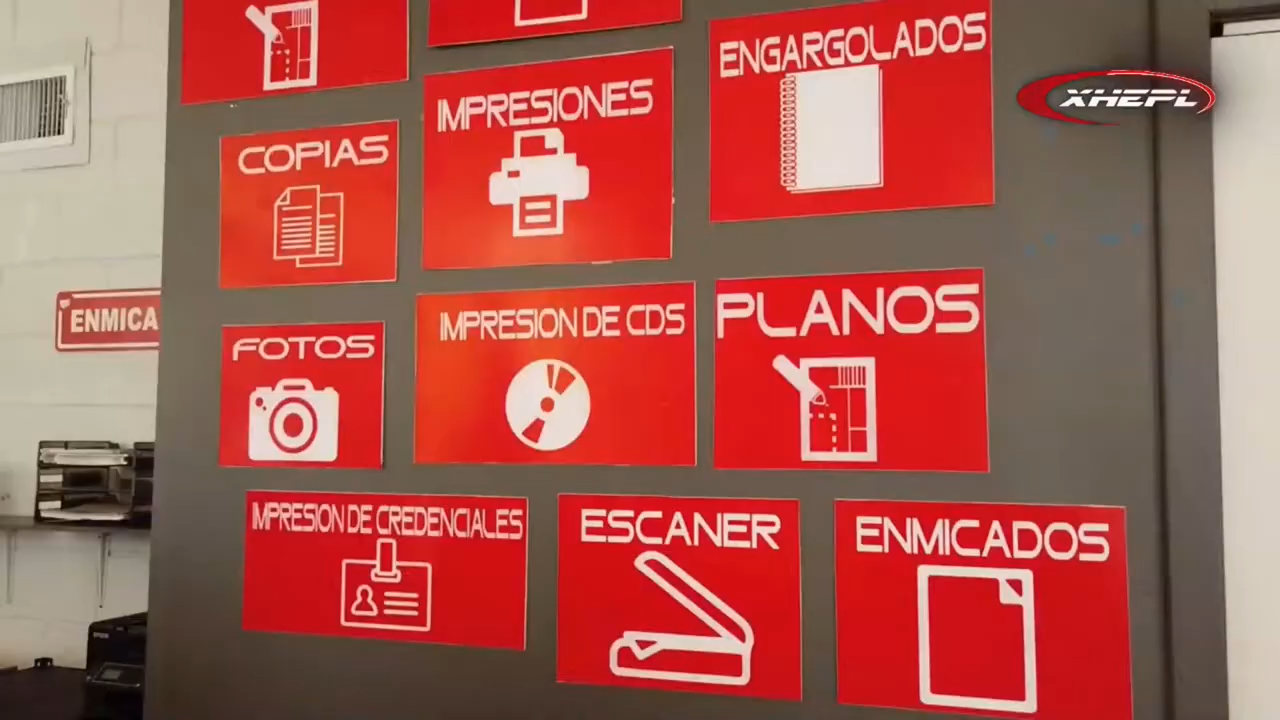 ENGARGOLADOS
XHEPL
IMPRESIONES
COPIAS
ENMICA
FOTOS
IMPRESION DE CDS
PLANOS
IMPRESION DE CREDENCIALES
ESCANER
ENMICADOS